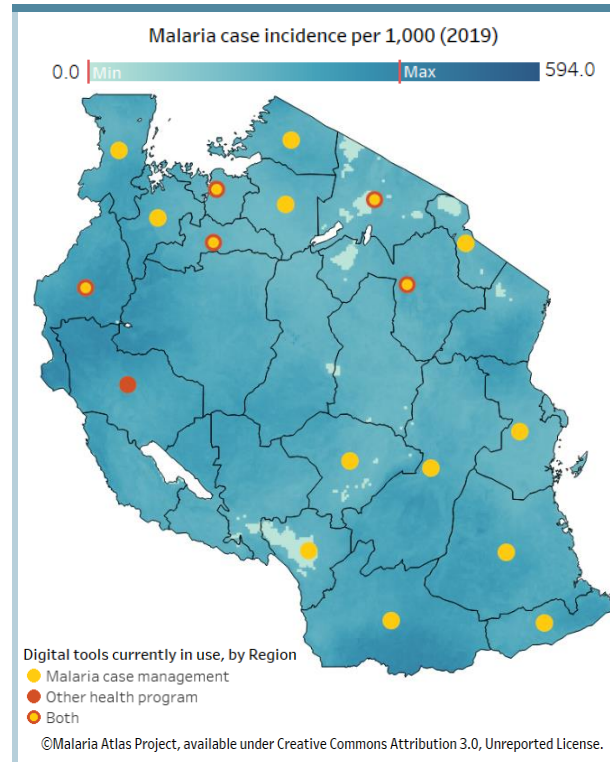 Malaria case incidence per 1,000 (2019)
0.0 Min Max 594.0
Digital tools currently in use, by Region
Malaria case management
Other health program
Both
©Malaria Atlas Project, available under Creative Commons Attribution 3.0, Unreported License.